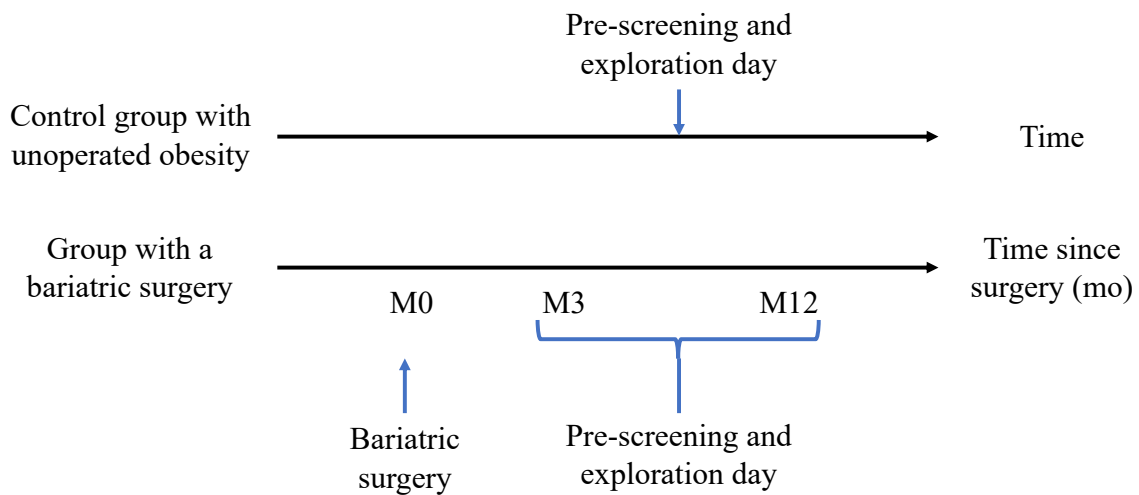 Pre-screening and
exploration day
Control group with
unoperated obesity
Time
Group with a
bariatric surgery
Time since
surgery (mo)
M0
M3
M12
Bariatric
surgery
Pre-screening and
exploration day